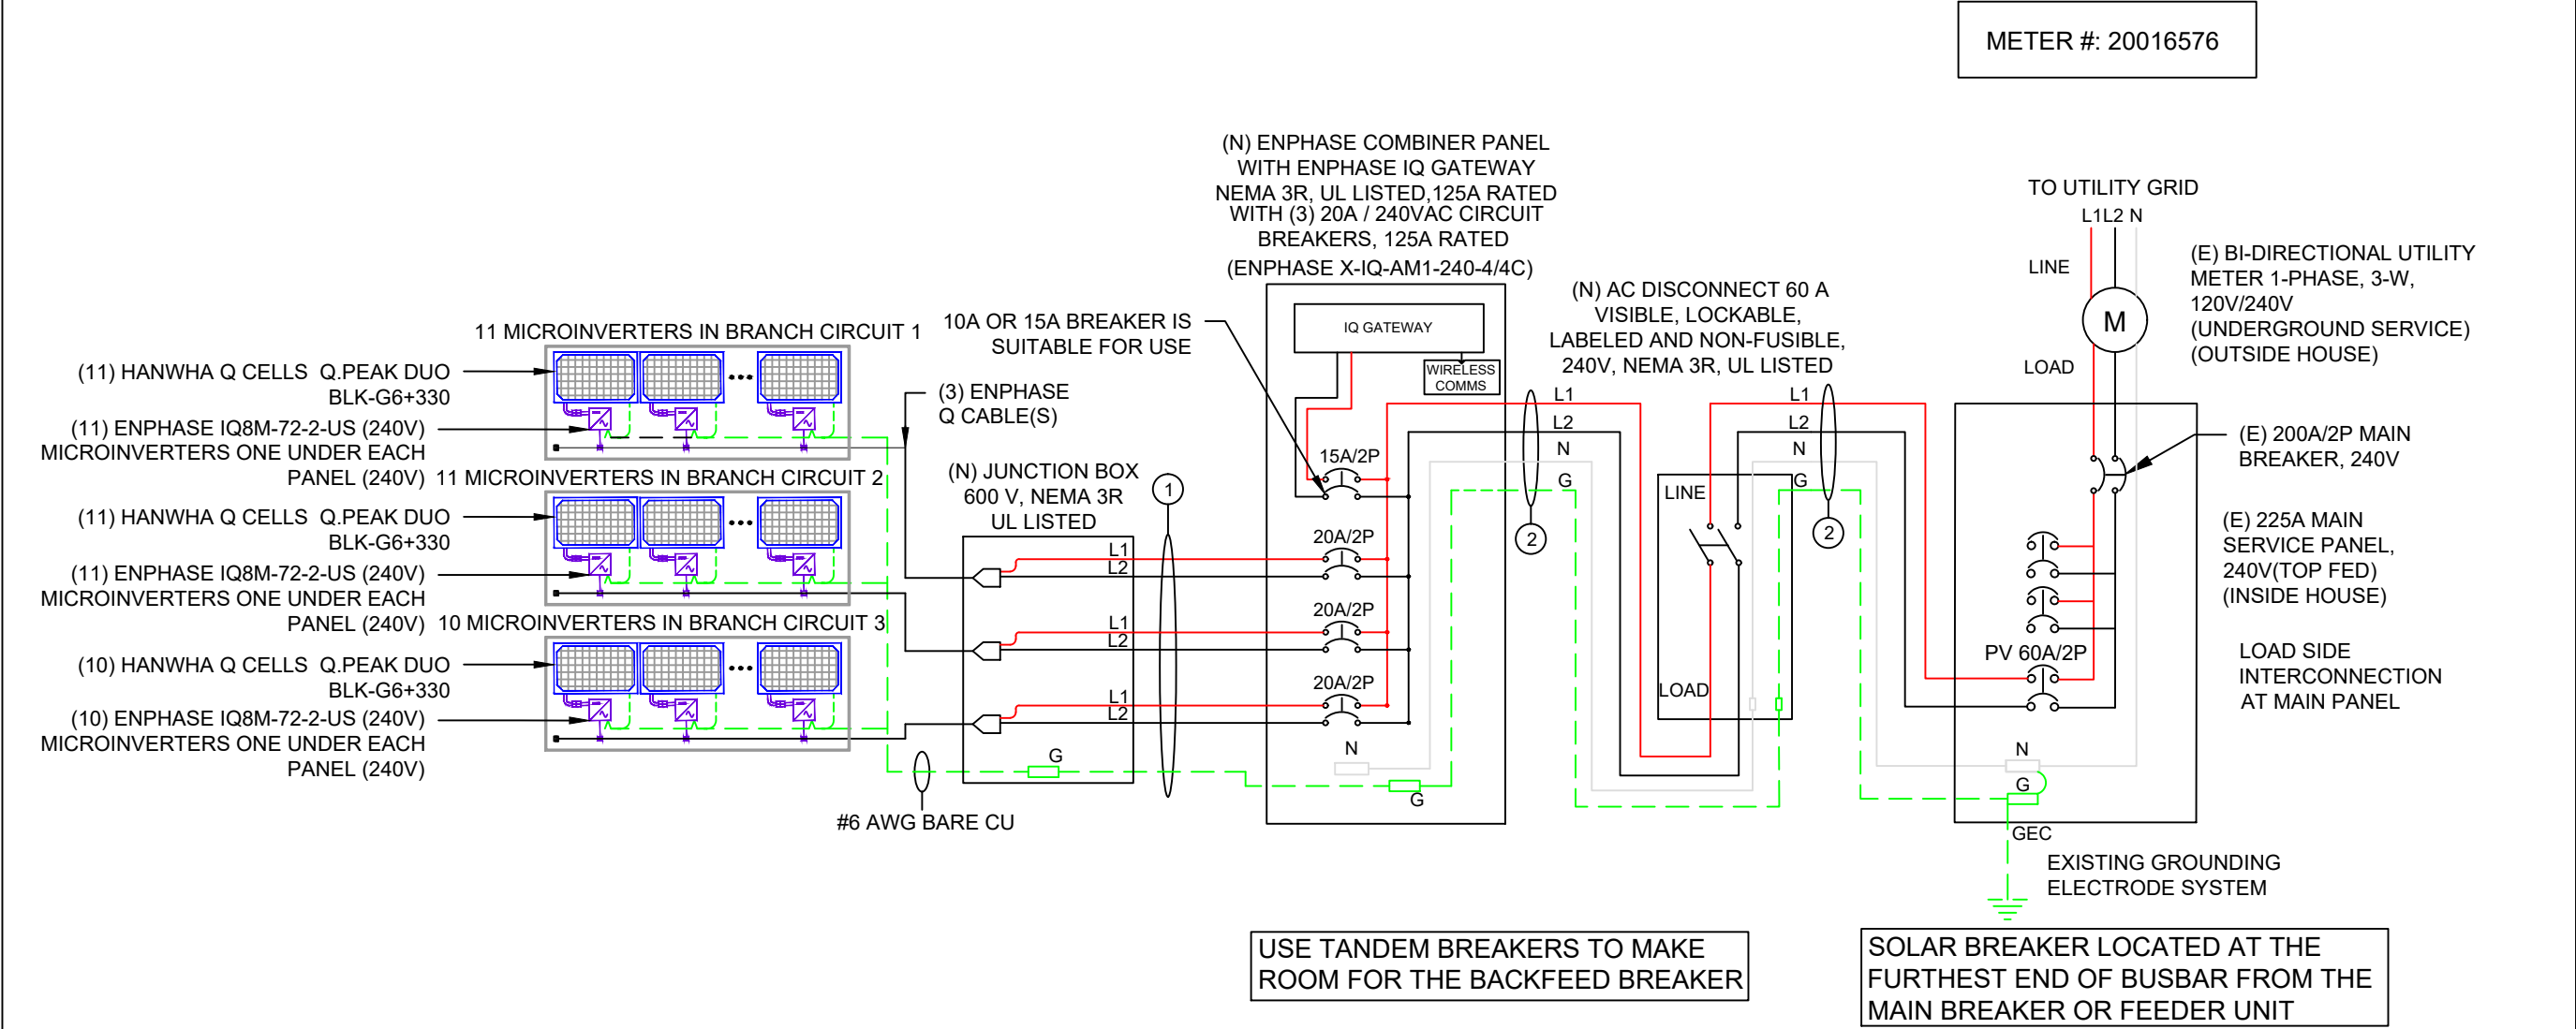 METER #: 20016576
11 MICROINVERTERS IN BRANCH CIRCUIT 1
(11) HANWHA Q CELLS Q.PEAK DUO
BLK-G6+330
(11) ENPHASE IQ8M-72-2-US (240V)
MICROINVERTERS ONE UNDER EACH
PANEL (240V)
11 MICROINVERTERS IN BRANCH CIRCUIT 2
(11) HANWHA Q CELLS Q.PEAK DUO
BLK-G6+330
(11) ENPHASE IQ8M-72-2-US (240V)
MICROINVERTERS ONE UNDER EACH
PANEL (240V)
10 MICROINVERTERS IN BRANCH CIRCUIT 3
(10) HANWHA Q CELLS Q.PEAK DUO
BLK-G6+330
(10) ENPHASE IQ8M-72-2-US (240V)
MICROINVERTERS ONE UNDER EACH
PANEL (240V)
(3) ENPHASE
Q CABLE(S)
#6 AWG BARE CU
(N) JUNCTION BOX
600 V, NEMA 3R
UL LISTED
L1
L2
L1
L2
L1
L2
G
1
(N) ENPHASE COMBINER PANEL
WITH ENPHASE IQ GATEWAY
NEMA 3R, UL LISTED,125A RATED
WITH (3) 20A / 240VAC CIRCUIT
BREAKERS, 125A RATED
(ENPHASE X-IQ-AM1-240-4/4C)
10A OR 15A BREAKER IS
SUITABLE FOR USE
IQ GATEWAY
WIRELESS
COMMS
15A/2P
20A/2P
20A/2P
20A/2P
N
G
L1
L2
N
G
2
(N) AC DISCONNECT 60 A
VISIBLE, LOCKABLE,
LABELED AND NON-FUSIBLE,
240V, NEMA 3R, UL LISTED
LINE
LOAD
L1
L2
N
G
2
TO UTILITY GRID
L1L2 N
LINE
M
LOAD
(E) BI-DIRECTIONAL UTILITY
METER 1-PHASE, 3-W,
120V/240V
(UNDERGROUND SERVICE)
(OUTSIDE HOUSE)
(E) 200A/2P MAIN
BREAKER, 240V
(E) 225A MAIN
SERVICE PANEL,
240V(TOP FED)
(INSIDE HOUSE)
LOAD SIDE
INTERCONNECTION
AT MAIN PANEL
PV 60A/2P
N
G
GEC
EXISTING GROUNDING
ELECTRODE SYSTEM
USE TANDEM BREAKERS TO MAKE
ROOM FOR THE BACKFEED BREAKER
SOLAR BREAKER LOCATED AT THE
FURTHEST END OF BUSBAR FROM THE
MAIN BREAKER OR FEEDER UNIT